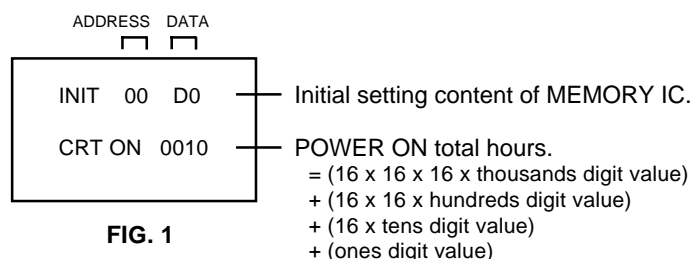 ADDRESS DATA
INIT 00 D0
Initial setting content of MEMORY IC.
CRT ON 0010
POWER ON total hours.
= (16 x 16 x 16 x thousands digit value)
+ (16 x 16 x hundreds digit value)
+ (16 x tens digit value)
+ (ones digit value)
FIG. 1